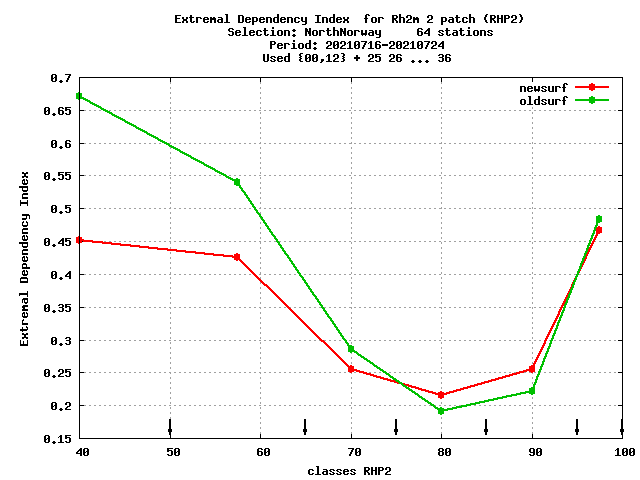 Extremal Dependency Index  for Rh2m 2 patch (RHP2)
Selection: NorthNorway     64 stations
Period: 20210716-20210724
Used {00,12} + 25 26 ... 36
0.7
0.65
0.6
0.55
0.5
0.45
0.4
0.35
0.3
0.25
0.2
0.15
Extremal Dependency Index
newsurf
oldsurf
40 50 60 70 80 90 100
classes RHP2